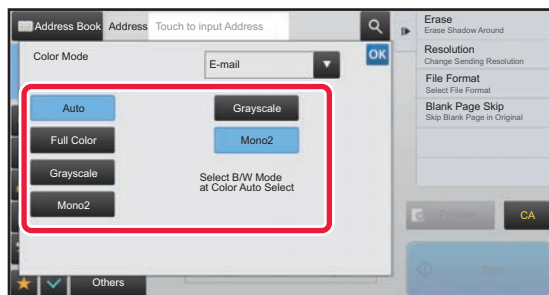 Address Book Address Touch to input Address
Color Mode
OK
E-mail
Auto
Full Color
Grayscale
Mono2
Grayscale
Mono2
Select B/W Mode
at Color Auto Select
Others
Erase
Erase Shadow Around
Resolution
Change Sending Resolution
File Format
Select File Format
Blank Page Skip
Skip Blank Page in Original
Preview
CA
Start